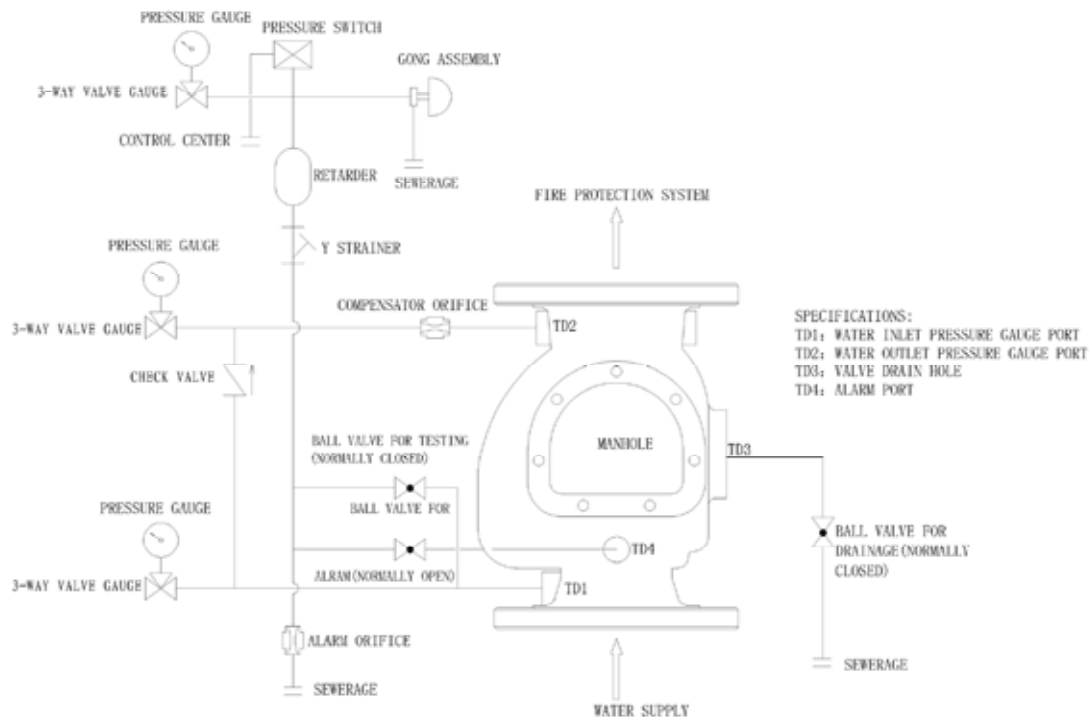 PRESSURE GAUGE
PRESSURE SWITCH
GONG ASSEMBLY
3-WAY VALVE GAUGE
CONTROL CENTER
RETARDER
SEWERAGE
FIRE PROTECTION SYSTEM
PRESSURE GAUGE
Y STRAINER
COMPENSATOR ORIFICE
3-WAY VALVE GAUGE
TD2
SPECIFICATIONS:
TD1: WATER INLET PRESSURE GAUGE PORT
TD2: WATER OUTLET PRESSURE GAUGE PORT
TD3: VALVE DRAIN HOLE
TD4: ALARM PORT
CHECK VALVE
BALL VALVE FOR TESTING
(NORMALLY CLOSED)
MANHOLE
TD3
PRESSURE GAUGE
BALL VALVE FOR
TD4
BALL VALVE FOR
DRAINAGE(NORMALLY
CLOSED)
3-WAY VALVE GAUGE
ALRAM(NORMALLY OPEN)
TD1
ALARM ORIFICE
SEWERAGE
SEWERAGE
WATER SUPPLY